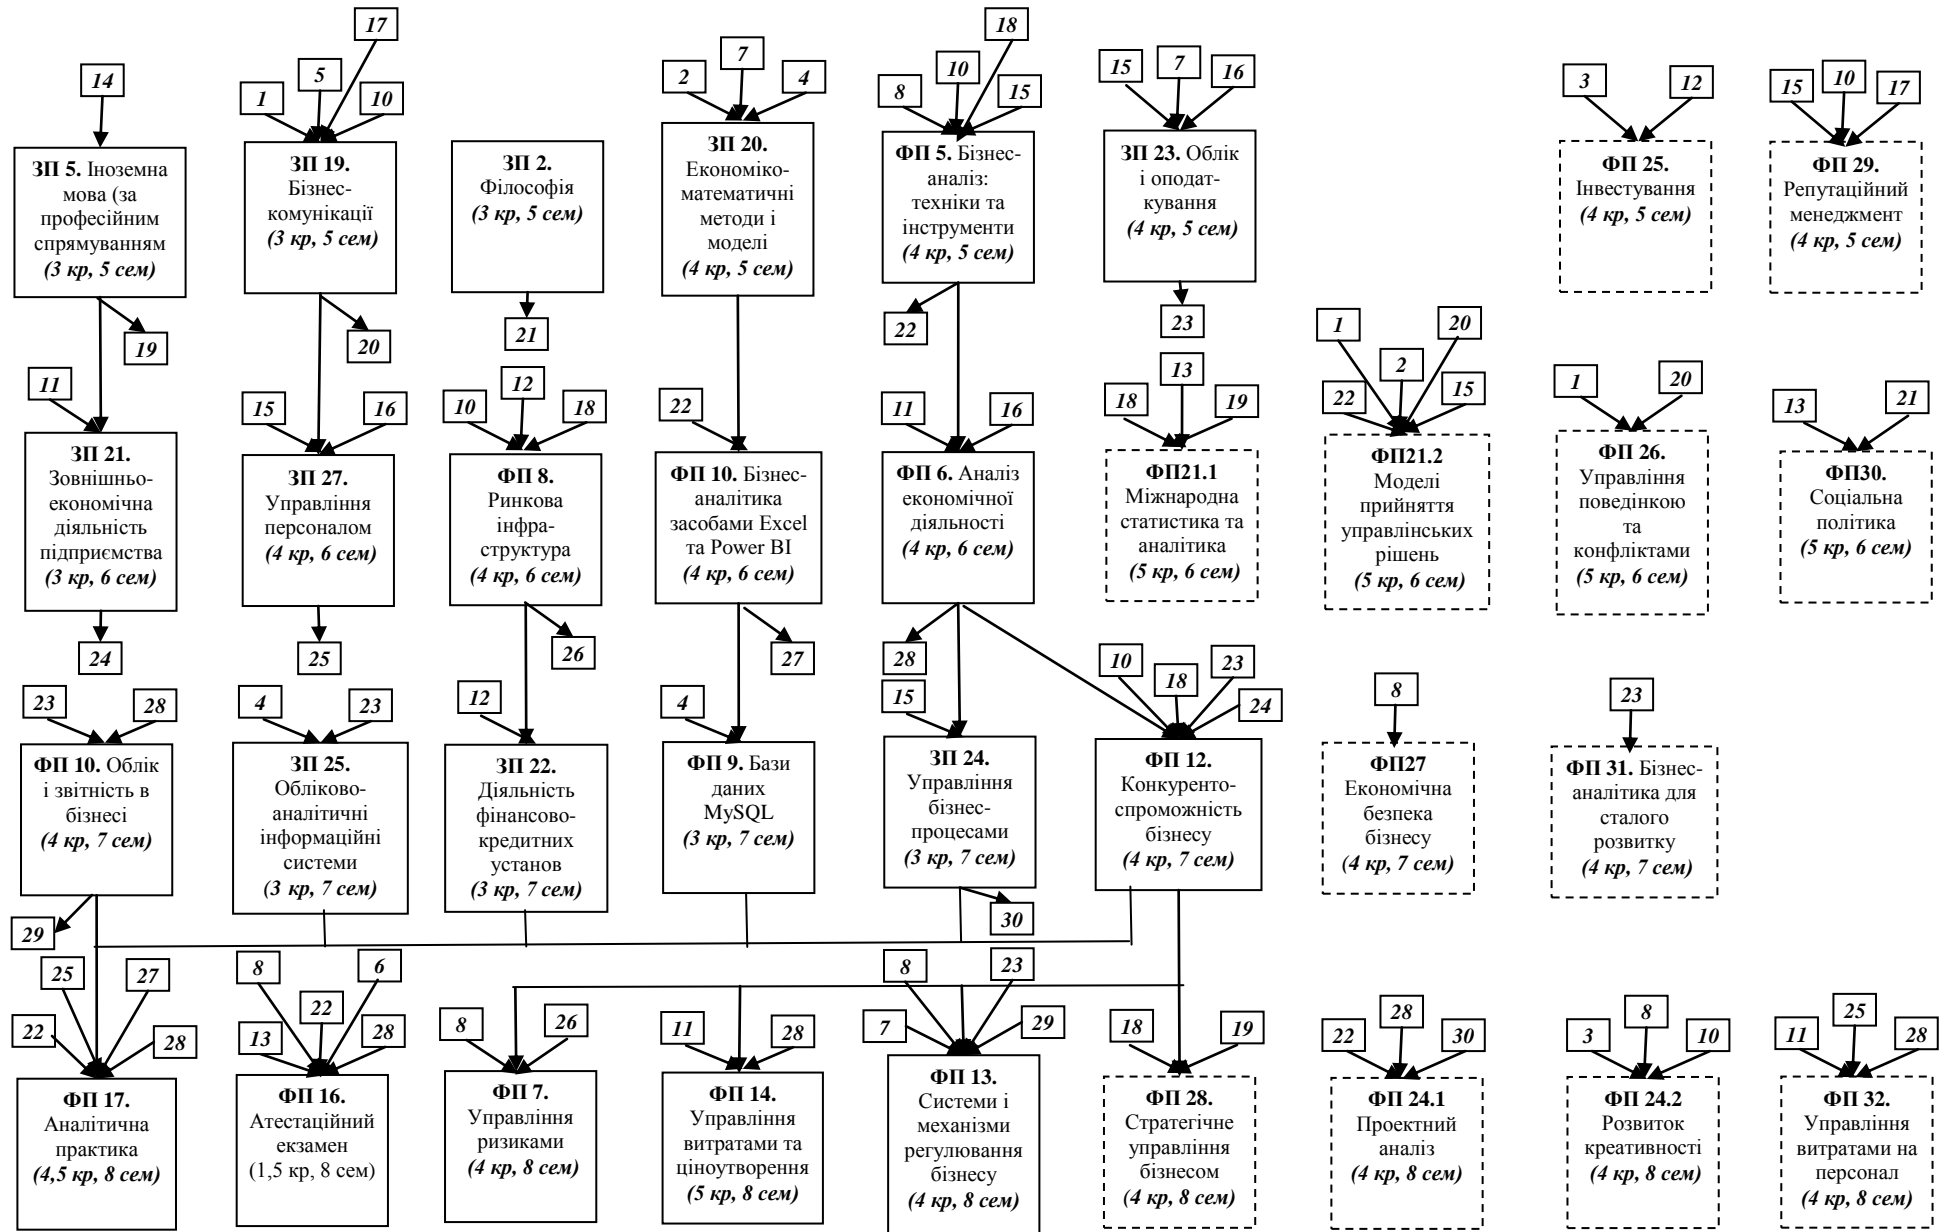 17
18
14
5
7
10
7
1
10
2
4
8
15
15
16
3
12
15
10
17
ЗП 5. Іноземна
мова (за
професійним
спрямуванням
(3 кр, 5 сем)
ЗП 19.
Бізнес-
комунікації
(3 кр, 5 сем)
ЗП 2.
Філософія
(3 кр, 5 сем)
ЗП 20.
Економіко-
математичні
методи і
моделі
(4 кр, 5 сем)
ФП 5. Бізнес-
аналіз:
техніки та
інструменти
(4 кр, 5 сем)
ЗП 23. Облік
і оподат-
кування
(4 кр, 5 сем)
ФП 25.
Інвестування
(4 кр, 5 сем)
ФП 29.
Репутаційний
менеджмент
(4 кр, 5 сем)
19
20
21
22
23
11
15
16
10
12
18
22
11
16
18
13
19
1
20
2
22
15
1
20
13
21
ЗП 21.
Зовнішньо-
економічна
діяльність
підприємства
(3 кр, 6 сем)
ЗП 27.
Управління
персоналом
(4 кр, 6 сем)
ФП 8.
Ринкова
інфра-
структура
(4 кр, 6 сем)
ФП 10. Бізнес-
аналітика
засобами Excel
та Power BI
(4 кр, 6 сем)
ФП 6. Аналіз
економічної
діяльності
(4 кр, 6 сем)
ФП21.1
Міжнародна
статистика та
аналітика
(5 кр, 6 сем)
ФП21.2
Моделі
прийняття
управлінських
рішень
(5 кр, 6 сем)
ФП 26.
Управління
поведінкою
та
конфліктами
(5 кр, 6 сем)
ФП30.
Соціальна
політика
(5 кр, 6 сем)
24
25
26
27
28
23
28
4
23
12
4
15
10
18
23
24
8
23
ФП 10. Облік
і звітність в
бізнесі
(4 кр, 7 сем)
ЗП 25.
Обліково-
аналітичні
інформаційні
системи
(3 кр, 7 сем)
ЗП 22.
Діяльність
фінансово-
кредитних
установ
(3 кр, 7 сем)
ФП 9. Бази
даних
MySQL
(3 кр, 7 сем)
ЗП 24.
Управління
бізнес-
процесами
(3 кр, 7 сем)
ФП 12.
Конкуренто-
спроможність
бізнесу
(4 кр, 7 сем)
ФП27
Економічна
безпека
бізнесу
(4 кр, 7 сем)
ФП 31. Бізнес-
аналітика для
сталого
розвитку
(4 кр, 7 сем)
29
30
25
27
22
28
8
6
22
13
28
8
26
11
28
8
23
7
29
18
19
22
28
30
3
8
10
11
25
28
ФП 17.
Аналітична
практика
(4,5 кр, 8 сем)
ФП 16.
Атестаційний
екзамен
(1,5 кр, 8 сем)
ФП 7.
Управління
ризиками
(4 кр, 8 сем)
ФП 14.
Управління
витратами та
ціноутворення
(5 кр, 8 сем)
ФП 13.
Системи і
механізми
регулювання
бізнесу
(4 кр, 8 сем)
ФП 28.
Стратегічне
управління
бізнесом
(4 кр, 8 сем)
ФП 24.1
Проектний
аналіз
(4 кр, 8 сем)
ФП 24.2
Розвиток
креативності
(4 кр, 8 сем)
ФП 32.
Управління
витратами на
персонал
(4 кр, 8 сем)